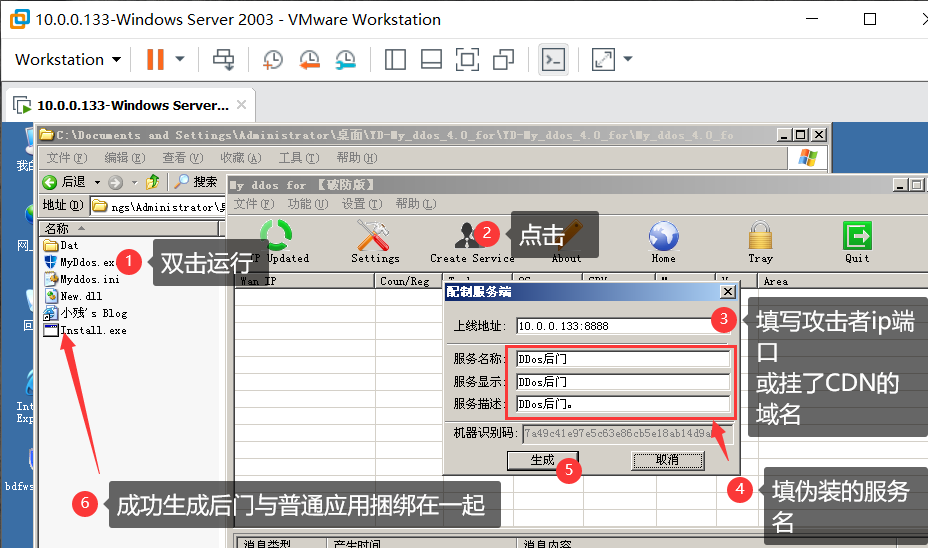 10.0.0.133-Windows Server 2003 - VMware Workstation
Workstation
10.0.0.133-Windows Server...
C:\Documents and Settings\Administrator\桌面\YD-My_ddos_4.0_for\YD-My_ddos_4.0_for\My_ddos_4.0_fo
文件(F) 编辑(E) 查看(V) 收藏(A) 工具(T) 帮助(H)
后退 搜索
地址(D) ngs\Administrator\
My ddos for 【破防版】
文件(F) 功能(U) 设置(T) 帮助(L)
名称
Dat
MyDdos.ex
Myddos.ini
New.dll
小残's Blog
Install.exe
1 双击运行
2 点击
Updated Settings Create Service About Home Tray Quit
Wan IP Coun/Reg Area
配制服务端
上线地址: 10.0.0.133:8888
3 填写攻击者ip端
口
或挂了CDN的
域名
服务名称: DDos后门
服务显示: DDos后门
服务描述: DDos后门。
机器识别码: 7a49c41e97e5c63e86cb5e18ab14d9a
生成 取消
5
4 填伪装的服务
名
6 成功生成后门与普通应用捆绑在一起
Int
Exp
bdfws
消息类型 产生时间 消息内容